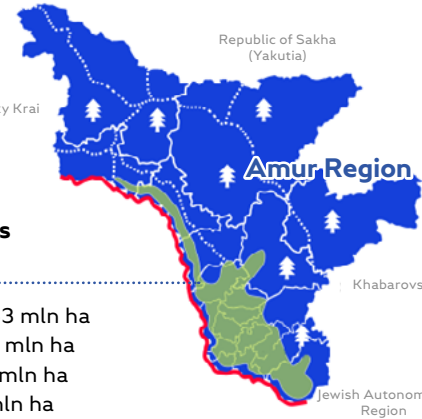 Republic of Sakha
(Yakutia)
y Krai
Amur Region
s
Khabarovs
3 mln ha
mln ha
mln ha
mln ha
Jewish Autonom
Region